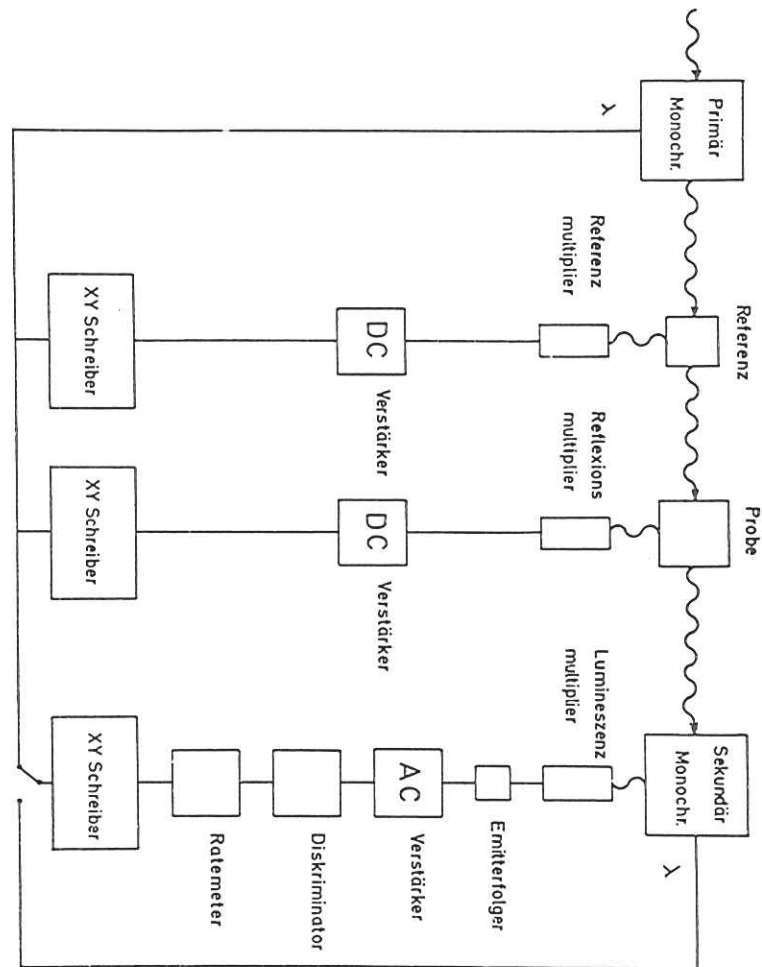 Primär
Monochr.
λ
Referenz
Probe
Sekundär
Monochr.
λ
Referenz
multiplier
Reflexions
multiplier
Lumineszenz
multiplier
Emitterfolger
DC
Verstärker
DC
Verstärker
AC
Verstärker
Diskriminator
Ratemeter
XY Schreiber
XY Schreiber
XY Schreiber